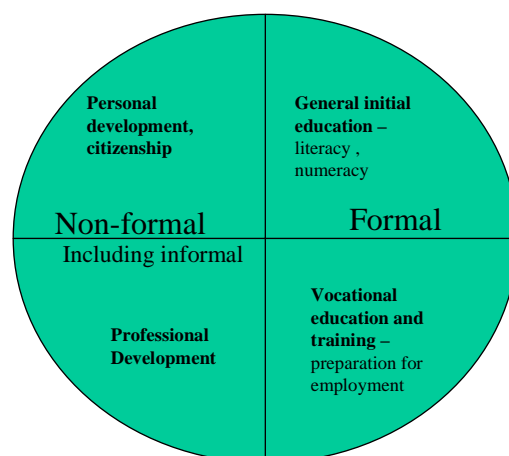 Personal
development,
citizenship
General initial
education –
literacy ,
numeracy
Non-formal
Including informal
Formal
Professional
Development
Vocational
education and
training –
preparation for
employment